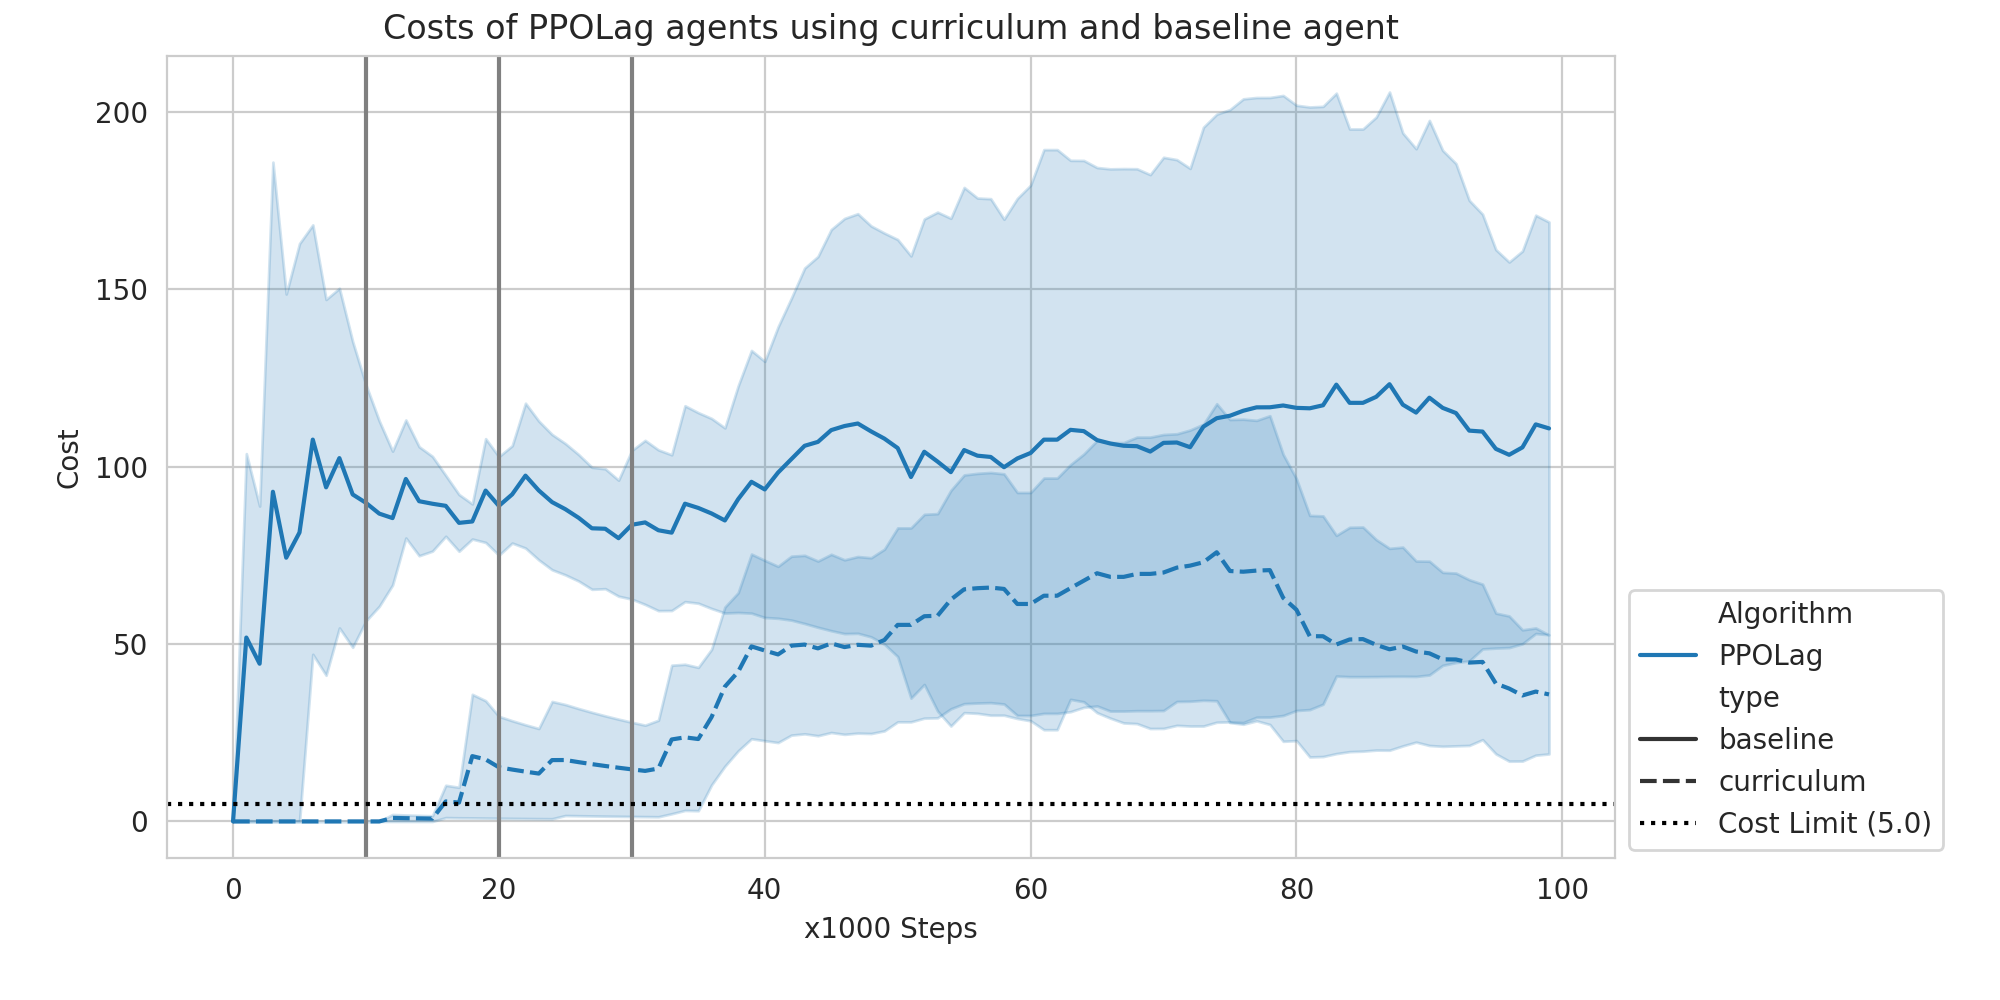 Costs of PPOLag agents using curriculum and baseline agent
200
150
100
50
0
Cost
0 20 40 60 80 100
x1000 Steps
Algorithm
PPOLag
type
baseline
curriculum
Cost Limit (5.0)